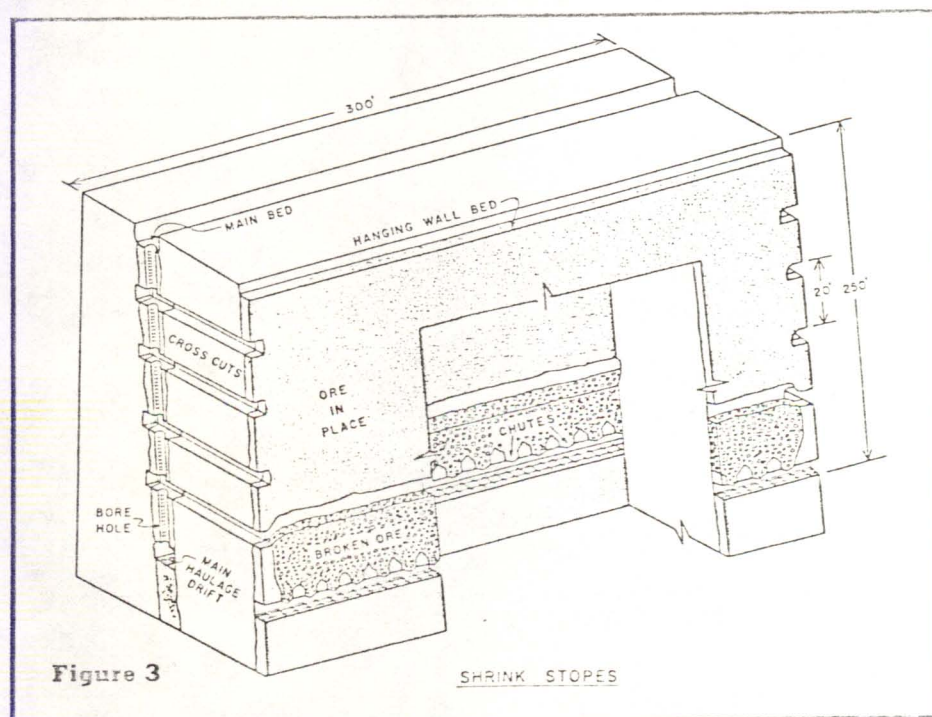 300'
MAIN BED
HANGING WALL BED
CROSS CUTS
20'
250'
ORE
IN
PLACE
CHUTES
BORE
HOLE
BROKEN ORE
MAIN
HAULAGE
DRIFT
Figure 3
SHRINK STOPES